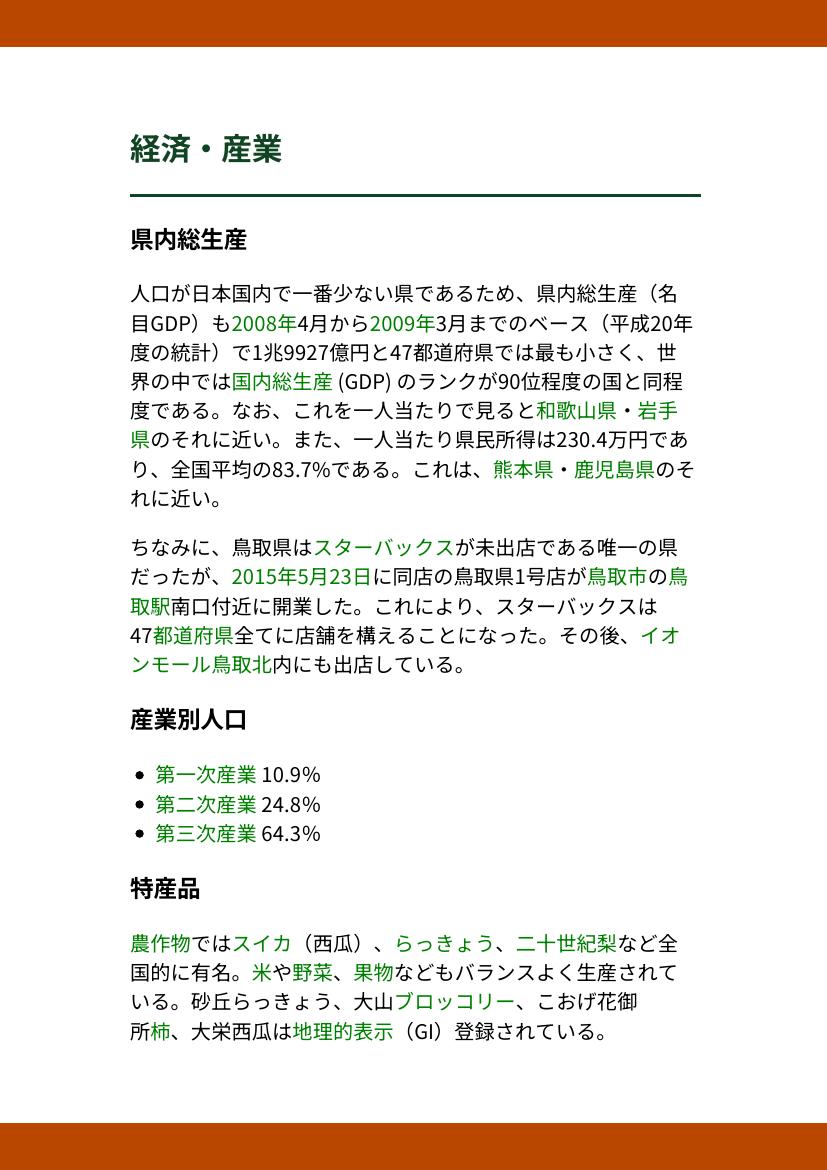 経済・産業
県内総生産
人口が日本国内で一番少ない県であるため、県内総生産（名
目GDP）も2008年4月から2009年3月までのベース（平成20年
度の統計）で1兆9927億円と47都道府県では最も小さく、世
界の中では国内総生産 (GDP) のランクが90位程度の国と同程
度である。なお、これを一人当たりで見ると和歌山県・岩手
県のそれに近い。また、一人当たり県民所得は230.4万円であ
り、全国平均の83.7%である。これは、熊本県・鹿児島県のそ
れに近い。
ちなみに、鳥取県はスターバックスが未出店である唯一の県
だったが、2015年5月23日に同店の鳥取県1号店が鳥取市の鳥
取駅南口付近に開業した。これにより、スターバックスは
47都道府県全てに店舗を構えることになった。その後、イオ
ンモール鳥取北内にも出店している。
産業別人口
• 第一次産業 10.9%
• 第二次産業 24.8%
• 第三次産業 64.3%
特産品
農作物ではスイカ（西瓜）、らっきょう、二十世紀梨など全
国的に有名。米や野菜、果物などもバランスよく生産されて
いる。砂丘らっきょう、大山ブロッコリー、こおげ花御
所柿、大栄西瓜は地理的表示（GI）登録されている。